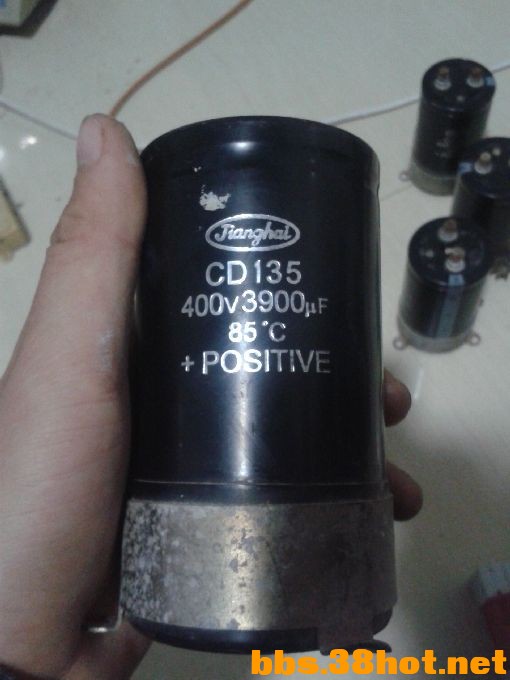 Jianghai
CD135
400V3900µF
85°C
+ POSITIVE
bbs.38hot.net